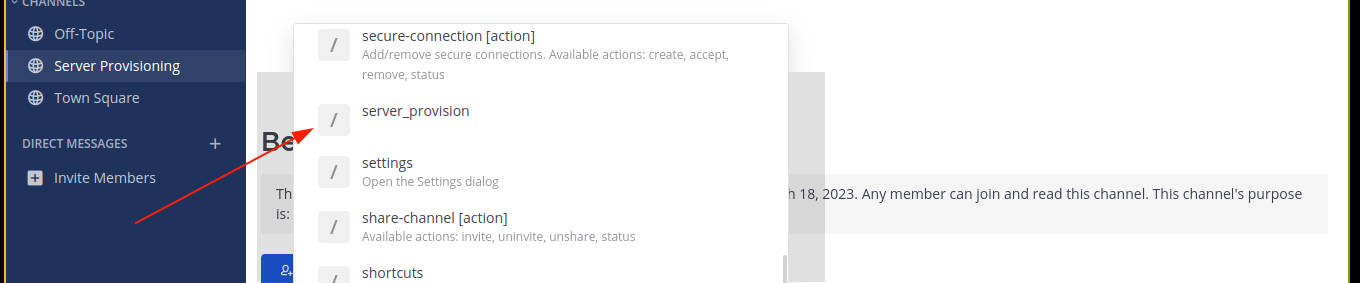 CHANNELS
Off-Topic
Server Provisioning
Town Square
DIRECT MESSAGES +
Invite Members
/ secure-connection [action]
Add/remove secure connections. Available actions: create, accept,
remove, status
/ server_provision
/ settings
Open the Settings dialog
/ share-channel [action]
Available actions: invite, uninvite, unshare, status
/ shortcuts
Be
Th
h 18, 2023. Any member can join and read this channel. This channel's purpose
is: